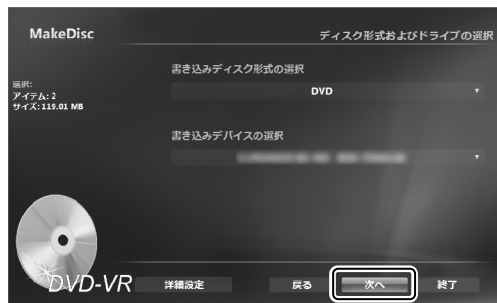 MakeDisc
ディスク形式およびドライブの選択
書き込みディスク形式の選択
選択:
アイテム: 2
サイズ: 119.01 MB
DVD
書き込みデバイスの選択
DVD-VR
詳細設定
戻る
次へ
終了